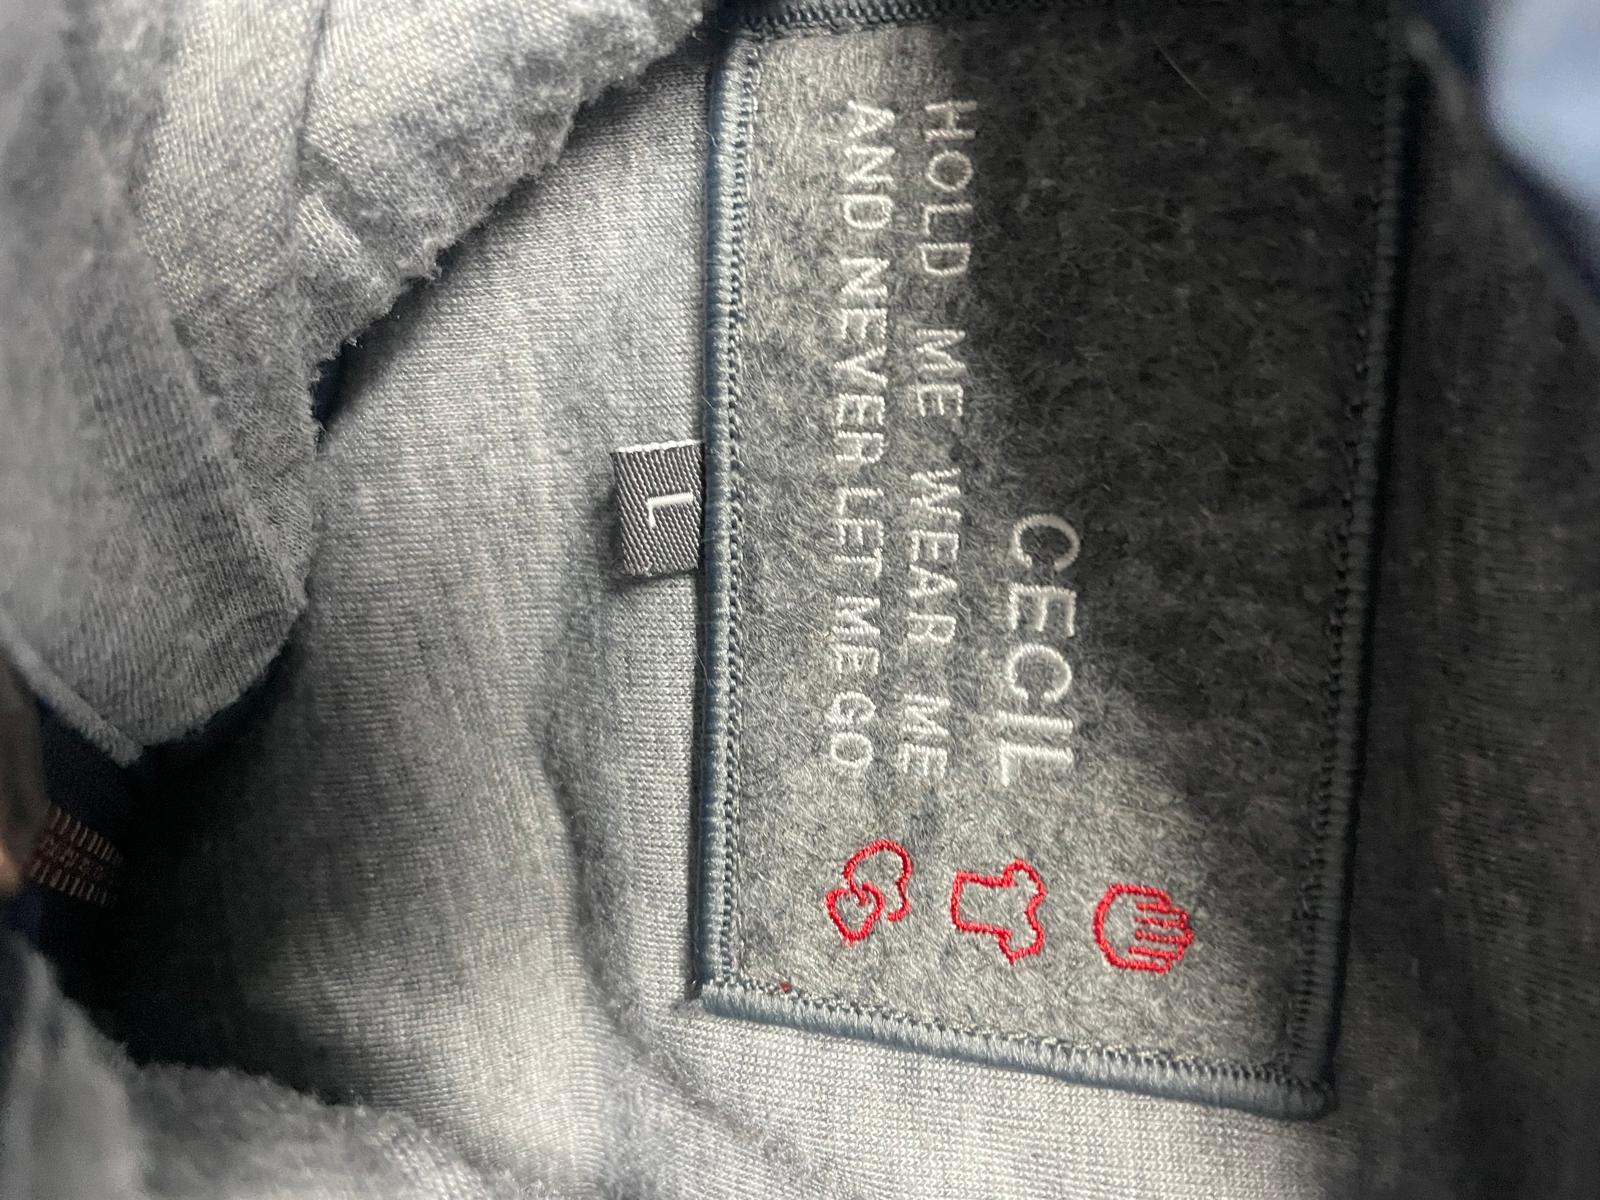 CECIL
HOLD ME WEAR ME
AND NEVER LET ME GO
L